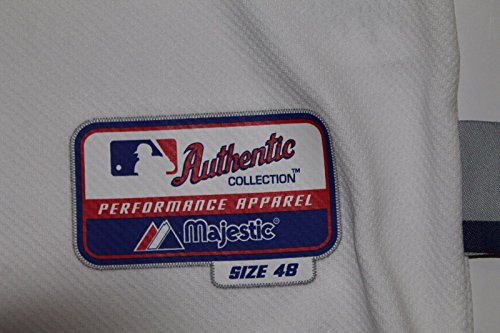 Authentic
COLLECTION™
PERFORMANCE APPAREL
Majestic®
SIZE 48